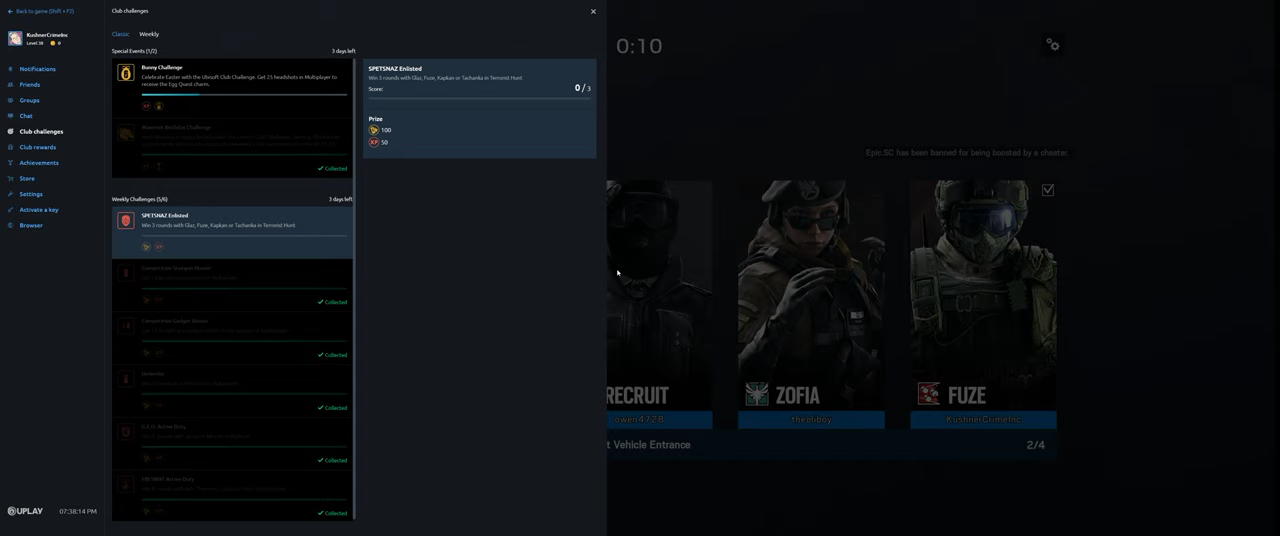 Back to game (Shift + F2)
KushnerCrimeInc
Level 38 0
Notifications
Friends
Groups
Chat
Club challenges
Club rewards
Achievements
Store
Settings
Activate a key
Browser
UPLAY 07:38:14 PM
Club challenges
Classic Weekly
Special Events (1/2) 3 days left
Bunny Challenge
Celebrate Easter with the Ubisoft Club Challenge. Get 25 headshots in Multiplayer to
receive the Egg Quest charm.
XP
Collected
Weekly Challenges (5/6) 3 days left
SPETSNAZ Enlisted
Win 3 rounds with Glaz, Fuze, Kapkan or Tachanka in Terrorist Hunt
XP
Collected
Collected
Collected
G.E.O. Active Duty
Collected
Collected
SPETSNAZ Enlisted
Win 3 rounds with Glaz, Fuze, Kapkan or Tachanka in Terrorist Hunt
Score: 0 / 3
Prize
100
XP 50
0:10
Epic.SC has been banned for being boosted by a cheater.
RECRUIT
owen4728
ZOFIA
theoliboy
FUZE
KushnerCrimeInc
t Vehicle Entrance 2/4